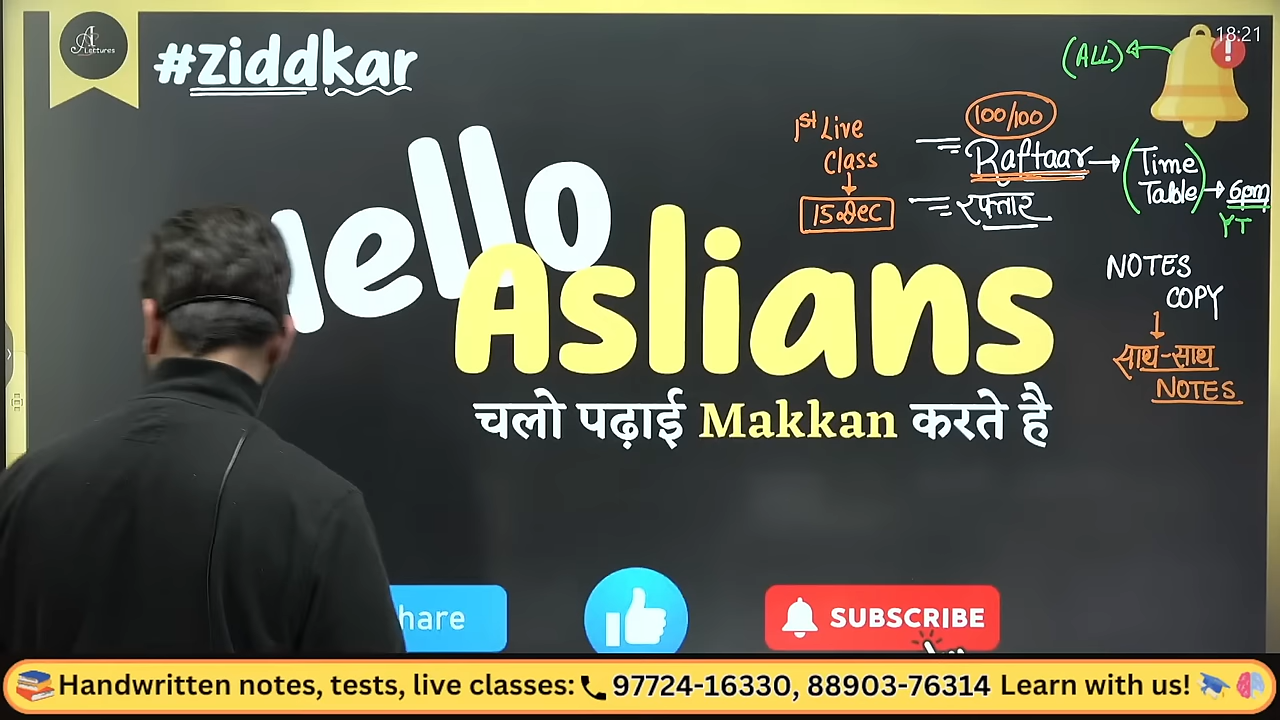 A
Lectures
#ziddkar
18:21
(ALL)
100/100
1st Live
Class
15 Dec
Raftaar
रफ्तार
(Time
Table)
6pm
YT
Hello
Aslians
चलो पढ़ाई Makkan करते है
NOTES
COPY
साथ-साथ
NOTES
hare
SUBSCRIBE
Handwritten notes, tests, live classes: 97724-16330, 88903-76314 Learn with us!